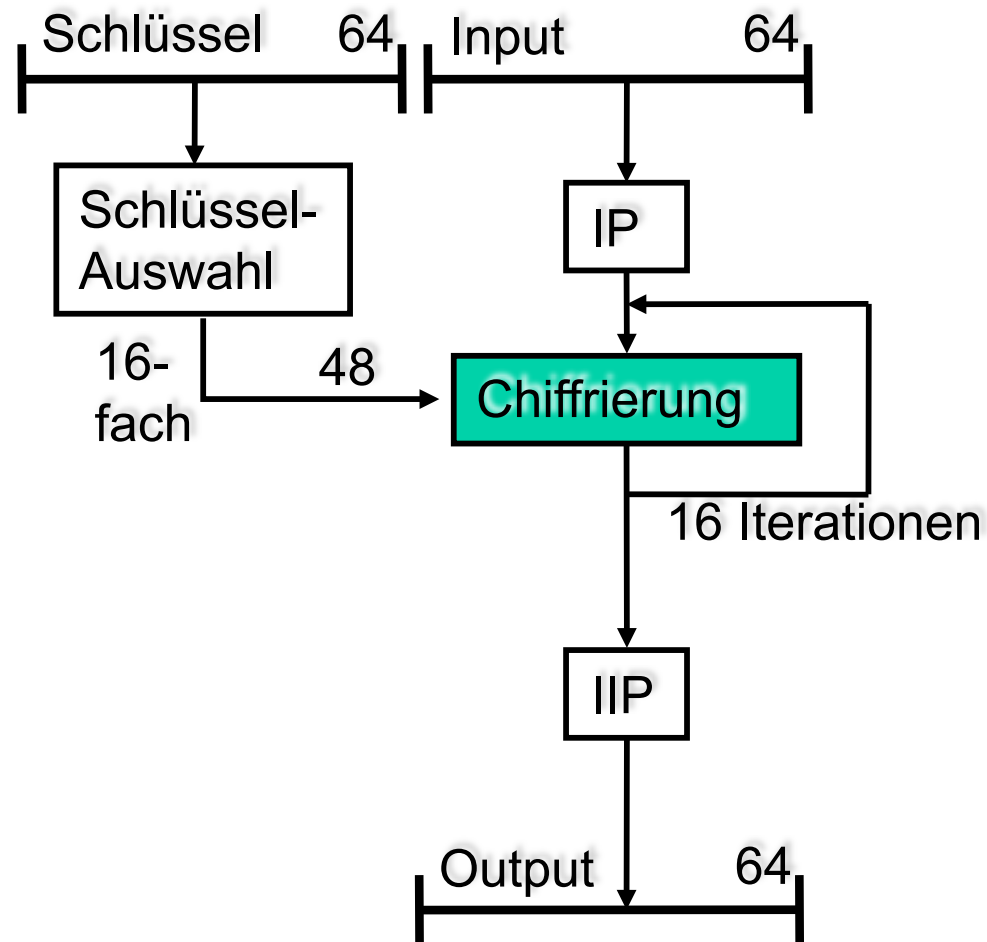 Schlüssel 64
Input 64
Schlüssel-
Auswahl
IP
16-
fach
48
Chiffrierung
16 Iterationen
IIP
Output 64